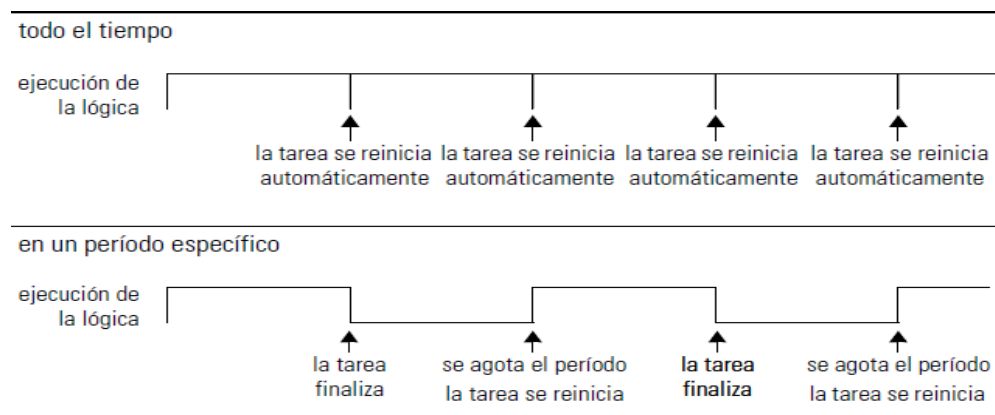 todo el tiempo
ejecución de
la lógica
la tarea se reinicia la tarea se reinicia la tarea se reinicia la tarea se reinicia
automáticamente automáticamente automáticamente automáticamente
en un período específico
ejecución de
la lógica
la tarea se agota el período la tarea se agota el período
finaliza la tarea se reinicia finaliza la tarea se reinicia